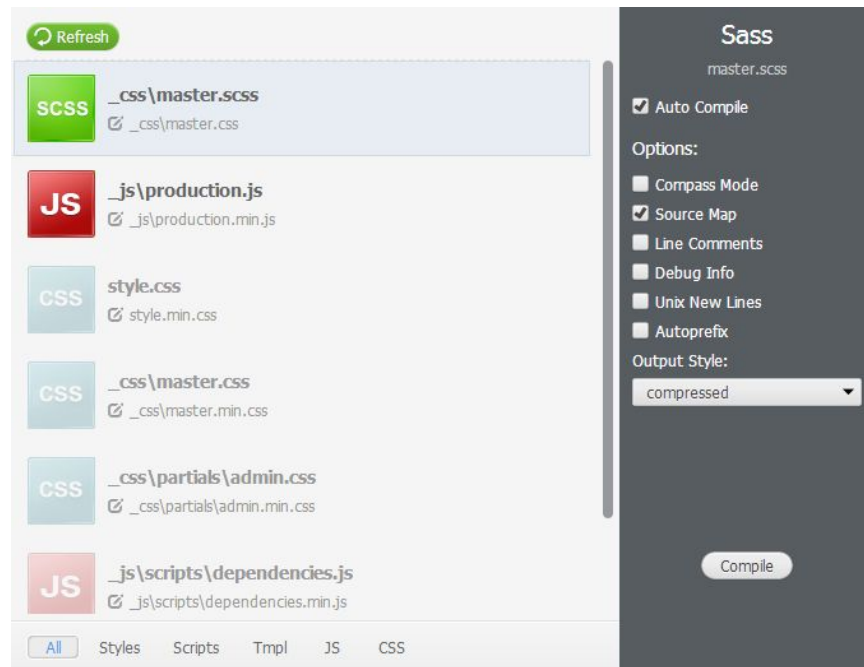 Refresh
SCSS
_css\master.scss
_css\master.css
JS
_js\production.js
_js\production.min.js
CSS
style.css
style.min.css
CSS
_css\master.css
_css\master.min.css
CSS
_css\partials\admin.css
_css\partials\admin.min.css
JS
_js\scripts\dependencies.js
_js\scripts\dependencies.min.js
All Styles Scripts Tmpl JS CSS
Sass
master.scss
Auto Compile
Options:
Compass Mode
Source Map
Line Comments
Debug Info
Unix New Lines
Autoprefix
Output Style:
compressed
Compile